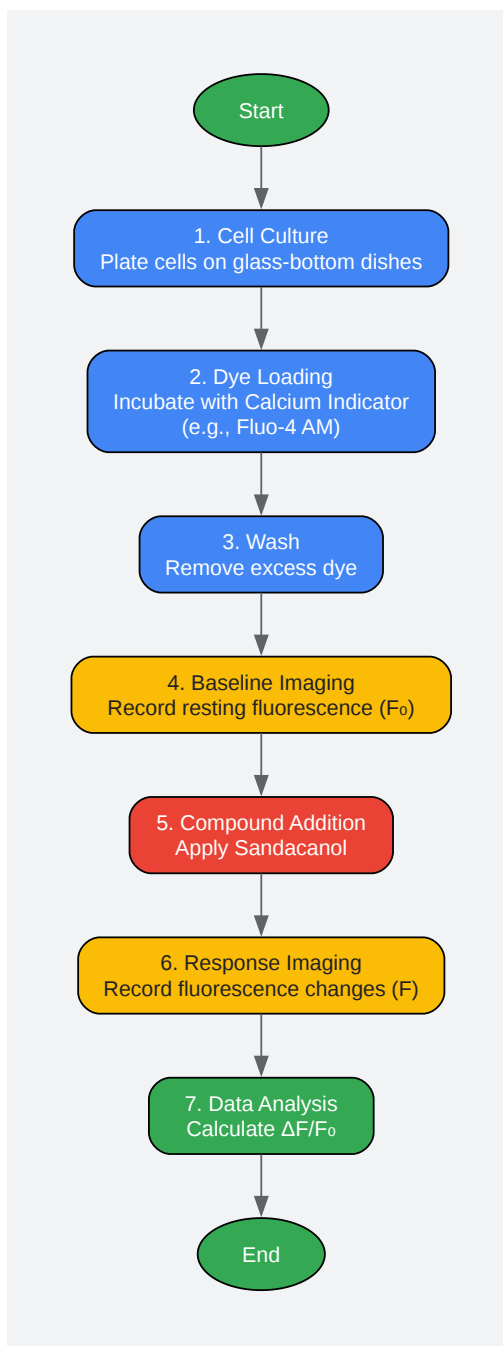 Start
1. Cell Culture
Plate cells on glass-bottom dishes
2. Dye Loading
Incubate with Calcium Indicator
(e.g., Fluo-4 AM)
3. Wash
Remove excess dye
4. Baseline Imaging
Record resting fluorescence (F₀)
5. Compound Addition
Apply Sandacanol
6. Response Imaging
Record fluorescence changes (F)
7. Data Analysis
Calculate ΔF/F₀
End